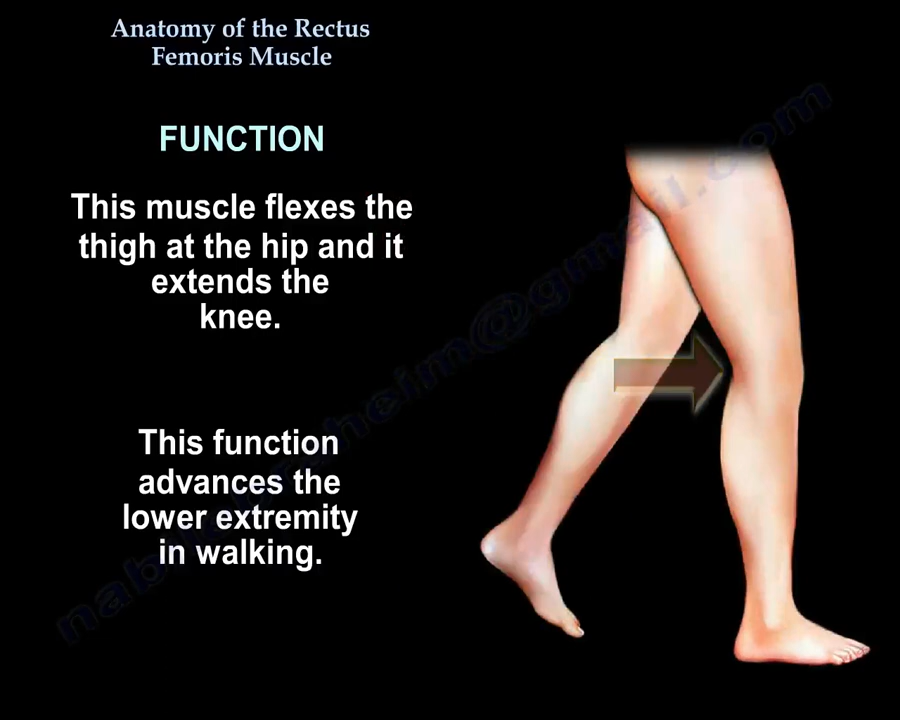 Anatomy of the Rectus
Femoris Muscle
FUNCTION
This muscle flexes the
thigh at the hip and it
extends the
knee.
This function
advances the
lower extremity
in walking.